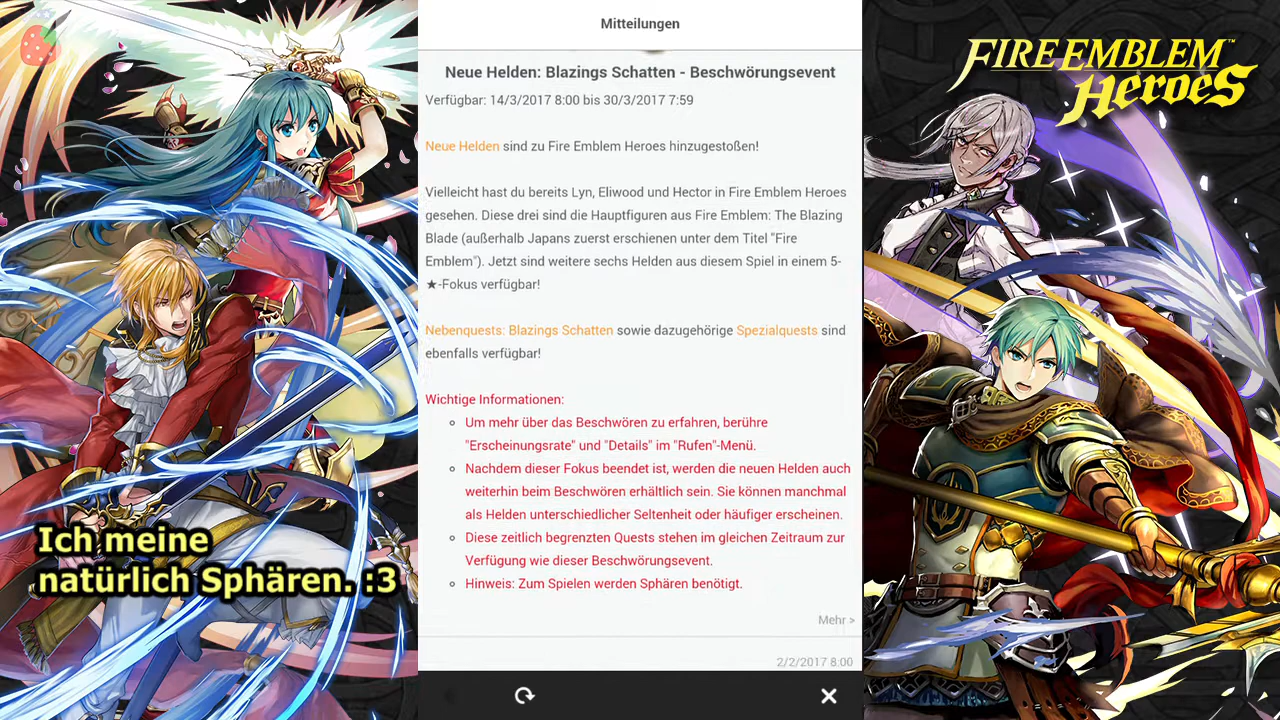 Mitteilungen
Neue Helden: Blazings Schatten - Beschwörungsevent
Verfügbar: 14/3/2017 8:00 bis 30/3/2017 7:59
Neue Helden sind zu Fire Emblem Heroes hinzugestoßen!
Vielleicht hast du bereits Lyn, Eliwood und Hector in Fire Emblem Heroes
gesehen. Diese drei sind die Hauptfiguren aus Fire Emblem: The Blazing
Blade (außerhalb Japans zuerst erschienen unter dem Titel "Fire
Emblem"). Jetzt sind weitere sechs Helden aus diesem Spiel in einem 5-
★-Fokus verfügbar!
Nebenquests: Blazings Schatten sowie dazugehörige Spezialquests sind
ebenfalls verfügbar!
Wichtige Informationen:
Um mehr über das Beschwören zu erfahren, berühre
"Erscheinungsrate" und "Details" im "Rufen"-Menü.
Nachdem dieser Fokus beendet ist, werden die neuen Helden auch
weiterhin beim Beschwören erhältlich sein. Sie können manchmal
als Helden unterschiedlicher Seltenheit oder häufiger erscheinen.
Diese zeitlich begrenzten Quests stehen im gleichen Zeitraum zur
Verfügung wie dieser Beschwörungsevent.
Hinweis: Zum Spielen werden Sphären benötigt.
Mehr >
2/2/2017 8:00
Ich meine
natürlich Sphären. :3
FIRE EMBLEM™
Heroes